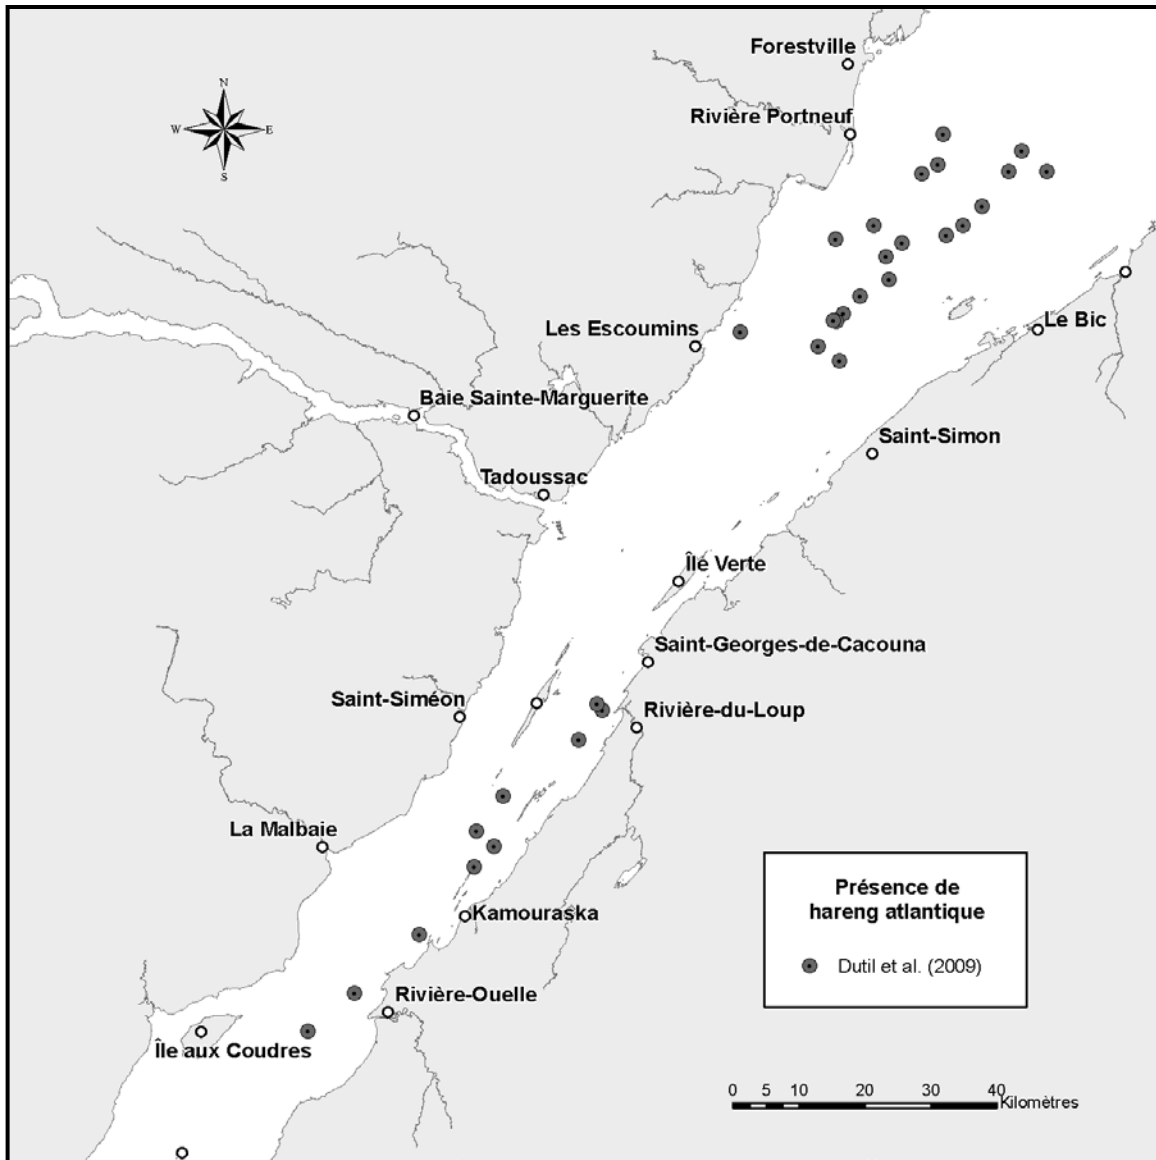 Forestville
N
Rivière Portneuf
W
E
S
Le Bic
Les Escoumins
Baie Sainte-Marguerite
Saint-Simon
Tadoussac
Île Verte
Saint-Georges-de-Cacouna
Saint-Siméon
Rivière-du-Loup
La Malbaie
Kamouraska
Rivière-Ouelle
Île aux Coudres
Présence de
hareng atlantique
Dutil et al. (2009)
0 5 10 20 30 40
Kilomètres